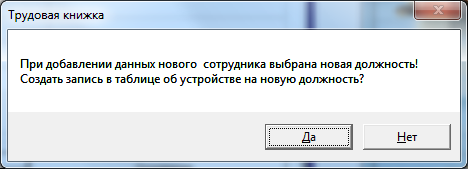 Трудовая книжка
При добавлении данных нового  сотрудника выбрана новая должность!
Создать запись в таблице об устройстве на новую должность?
Да
Нет